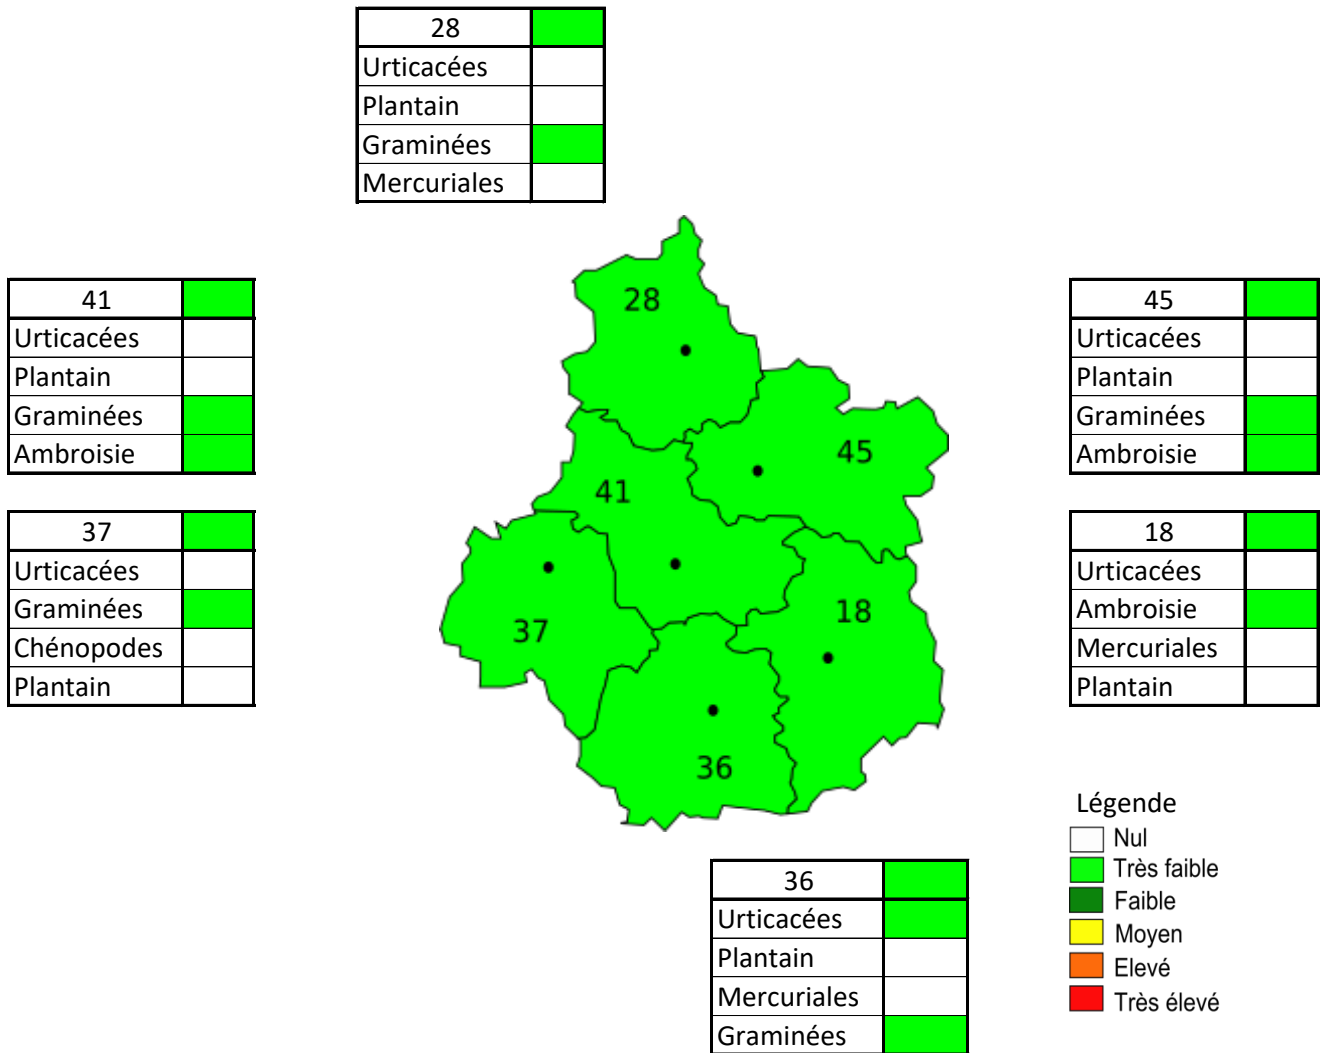 28
Urticacées
Plantain
Graminées
Mercuriales
41
Urticacées
Plantain
Graminées
Ambroisie
37
Urticacées
Graminées
Chénopodes
Plantain
28
45
41
18
37
36
45
Urticacées
Plantain
Graminées
Ambroisie
18
Urticacées
Ambroisie
Mercuriales
Plantain
36
Urticacées
Plantain
Mercuriales
Graminées
Légende
Nul
Très faible
Faible
Moyen
Elevé
Très élevé